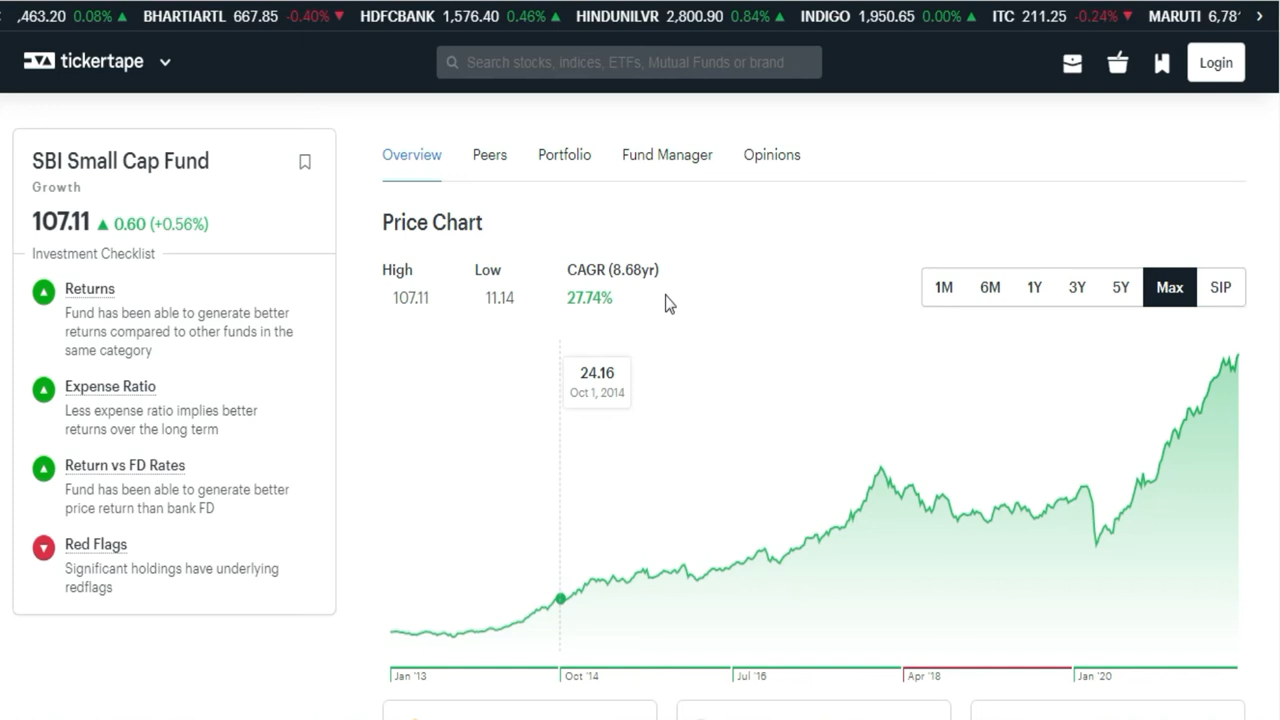 ,463.20 0.08% BHARTIARTL 667.85 -0.40% HDFCBANK 1,576.40 0.46% HINDUNILVR 2,800.90 0.84% INDIGO 1,950.65 0.00% ITC 211.25 -0.24% MARUTI 6,78
tickertape
Search stocks, indices, ETFs, Mutual Funds or brand
Login
SBI Small Cap Fund
Growth
107.11 0.60 (+0.56%)
Investment Checklist
Returns
Fund has been able to generate better
returns compared to other funds in the
same category
Expense Ratio
Less expense ratio implies better
returns over the long term
Return vs FD Rates
Fund has been able to generate better
price return than bank FD
Red Flags
Significant holdings have underlying
redflags
Overview Peers Portfolio Fund Manager Opinions
Price Chart
High Low CAGR (8.68yr)
107.11 11.14 27.74%
1M 6M 1Y 3Y 5Y Max SIP
24.16
Oct 1, 2014
Jan '13 Oct '14 Jul '16 Apr '18 Jan '20